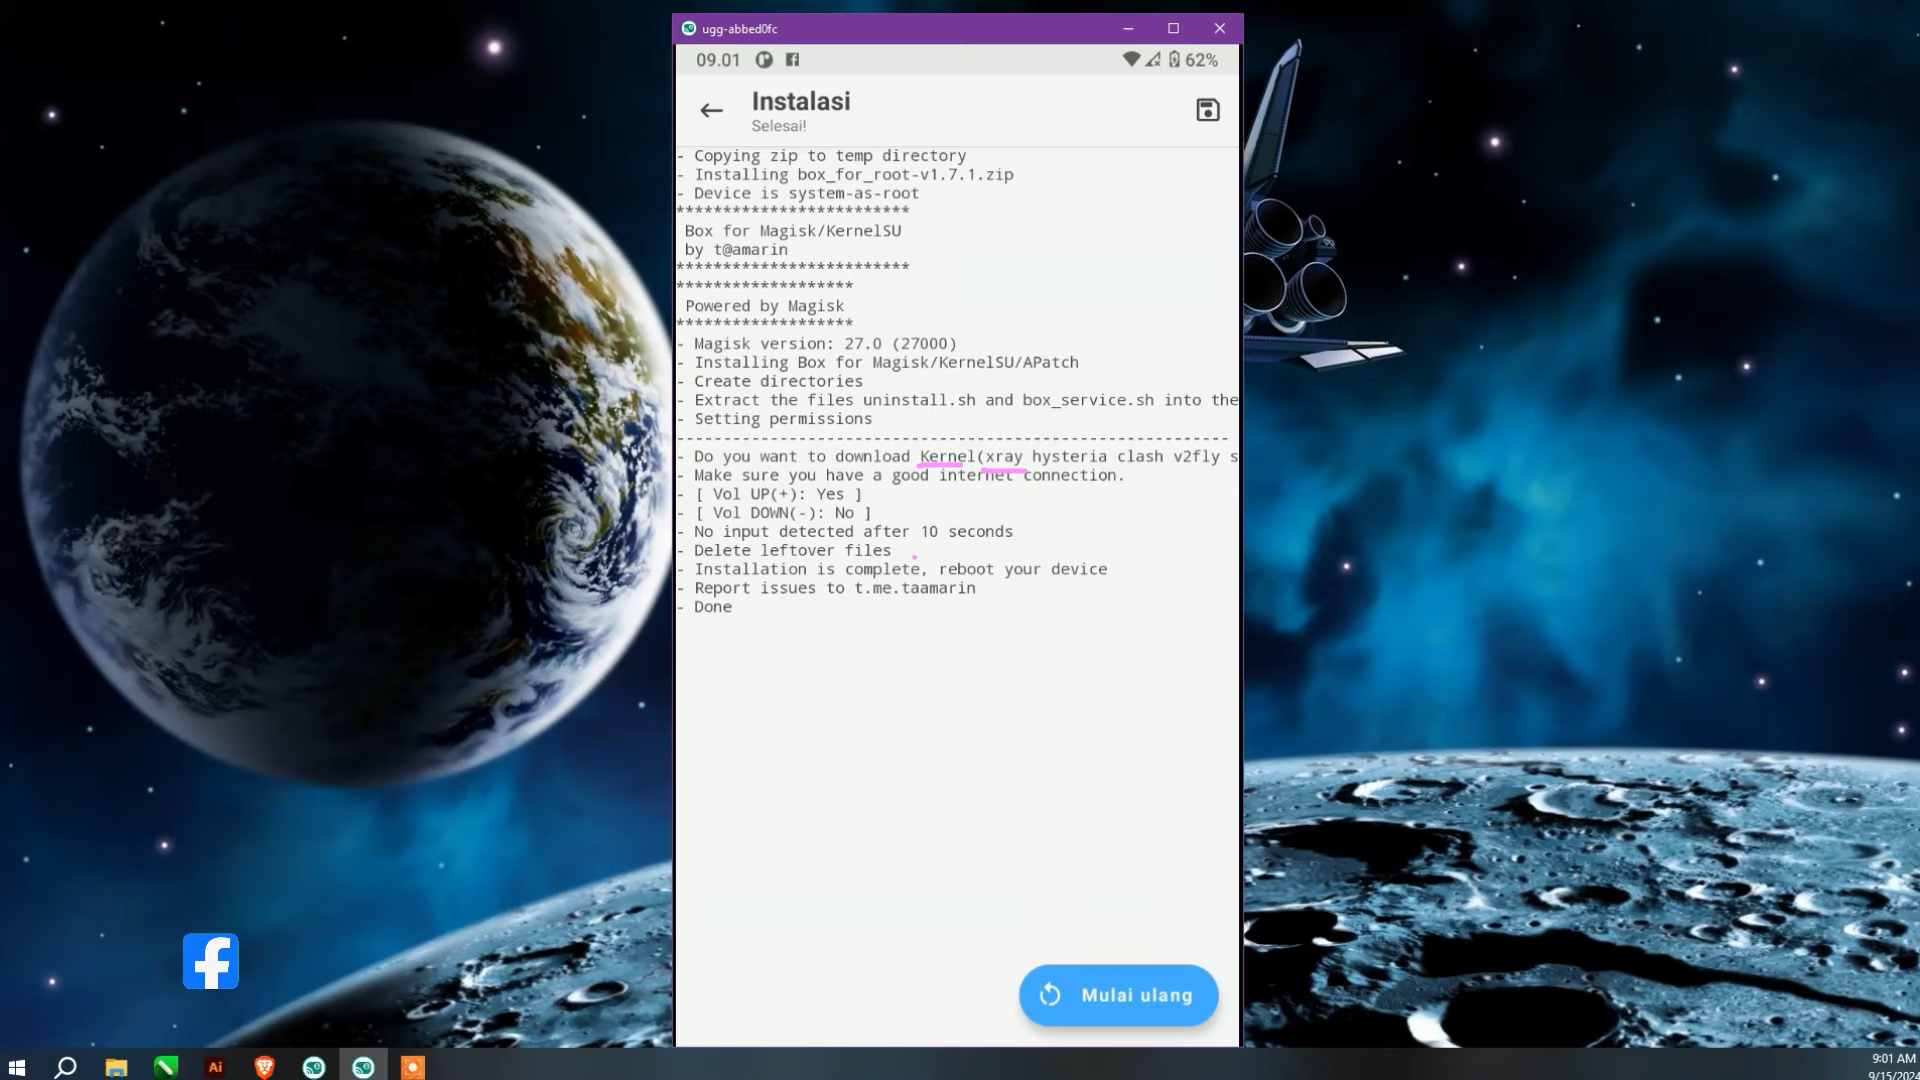 ugg-abbed0fc
09.01
62%
Instalasi
Selesai!
- Copying zip to temp directory
- Installing box_for_root-v1.7.1.zip
- Device is system-as-root
*************************
Box for Magisk/KernelSU
by t@amarin
*************************
*******************
Powered by Magisk
*******************
- Magisk version: 27.0 (27000)
- Installing Box for Magisk/KernelSU/APatch
- Create directories
- Extract the files uninstall.sh and box_service.sh into the
- Setting permissions
-----------------------------------------------------------
- Do you want to download Kernel(xray hysteria clash v2fly s
- Make sure you have a good internet connection.
- [ Vol UP(+): Yes ]
- [ Vol DOWN(-): No ]
- No input detected after 10 seconds
- Delete leftover files
- Installation is complete, reboot your device
- Report issues to t.me.taamarin
- Done
Mulai ulang
Ai
9:01 AM
9/15/2024